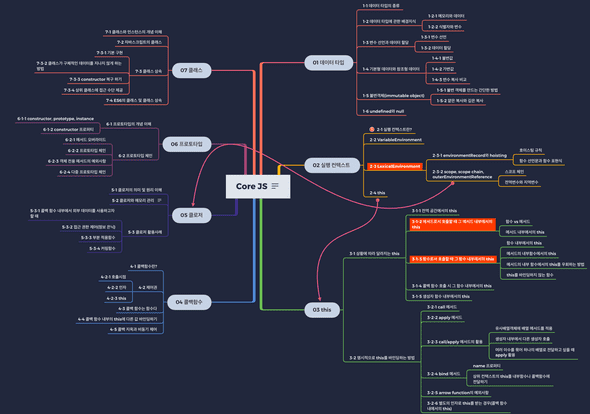 Core JS
01 데이터 타입
1-1 데이터 타입의 종류
1-2 데이터 타입에 관한 배경지식
1-2-1 메모리와 데이터
1-2-2 식별자와 변수
1-3 변수 선언과 데이터 할당
1-3-1 변수 선언
1-3-2 데이터 할당
1-4 기본형 데이터와 참조형 데이터
1-4-1 불변값
1-4-2 가변값
1-4-3 변수 복사 비교
1-5 불변객체(immutable object)
1-5-1 불변 객체를 만드는 간단한 방법
1-5-2 얕은 복사와 깊은 복사
1-6 undefined와 null
02 실행 컨텍스트
2-1 실행 컨텍스트란?
2-2 VariableEnvironment
2-3 LexicalEnvironment
2-3-1 environmentRecord와 hoisting
호이스팅 규칙
함수 선언문과 함수 표현식
2-3-2 scope, scope chain,
outerEnvironmentReference
스코프 체인
전역변수와 지역변수
2-4 this
03 this
3-1 상황에 따라 달라지는 this
3-1-1 전역 공간에서의 this
3-1-2 메서드로서 호출할 때 그 메서드 내부에서의
this
함수 vs 메서드
메서드 내부에서의 this
3-1-3 함수로서 호출할 때 그 함수 내부에서의 this
함수 내부에서의 this
메서드의 내부 함수에서의 this
메서드의 내부 함수에서의 this를 우회하는 방법
this를 바인딩하지 않는 함수
3-1-4 콜백 함수 호출 시 그 함수 내부에서의 this
3-1-5 생성자 함수 내부에서의 this
3-2 명시적으로 this를 바인딩하는 방법
3-2-1 call 메서드
3-2-2 apply 메서드
3-2-3 call/apply 메서드의 활용
유사배열객체에 배열 메서드를 적용
생성자 내부에서 다른 생성자 호출
여러 인수를 묶어 하나의 배열로 전달하고 싶을 때
apply 활용
3-2-4 bind 메서드
name 프로퍼티
상위 컨텍스트의 this를 내부함수나 콜백함수에
전달하기
3-2-5 arrow function의 예외사항
3-2-6 별도의 인자로 this를 받는 경우(콜백 함수
내에서의 this)
04 콜백함수
4-1 콜백함수란?
4-2 제어권
4-2-1 호출시점
4-2-2 인자
4-2-3 this
4-3 콜백 함수는 함수다
4-4 콜백 함수 내부의 this에 다른 값 바인딩하기
4-5 콜백 지옥과 비동기 제어
05 클로저
5-1 클로저의 의미 및 원리 이해
5-2 클로저와 메모리 관리
5-3 클로저 활용사례
5-3-1 콜백 함수 내부에서 외부 데이터를 사용하고자
할 때
5-3-2 접근 권한 제어(정보 은닉)
5-3-3 부분 적용함수
5-3-4 커링함수
06 프로토타입
6-1 프로토타입의 개념 이해
6-1-1 constructor, prototype, instance
6-1-2 constructor 프로퍼티
6-2 프로토타입 체인
6-2-1 메서드 오버라이드
6-2-2 프로토타입 체인
6-2-3 객체 전용 메서드의 예외사항
6-2-4 다중 프로토타입 체인
07 클래스
7-1 클래스와 인스턴스의 개념 이해
7-2 자바스크립트의 클래스
7-3 클래스 상속
7-3-1 기본 구현
7-3-2 클래스가 구체적인 데이터를 지니지 않게 하는
방법
7-3-3 constructor 복구 하기
7-3-4 상위 클래스에 접근 수단 제공
7-4 ES6의 클래스 및 클래스 상속